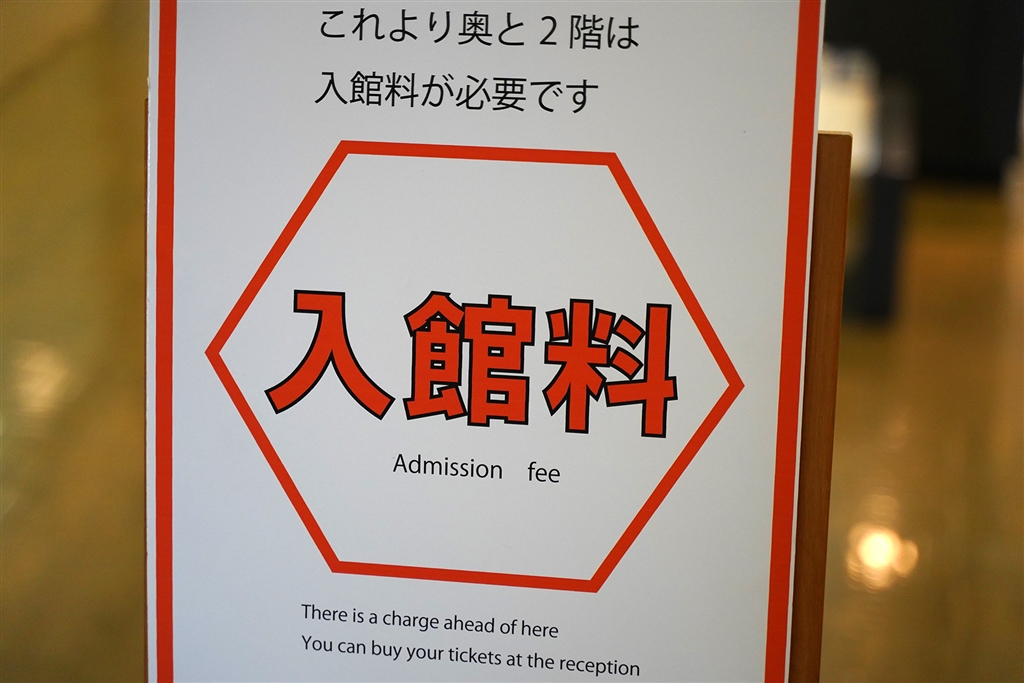 これより奥と2階は
入館料が必要です
入館料
Admission fee
There is a charge ahead of here
You can buy your tickets at the reception